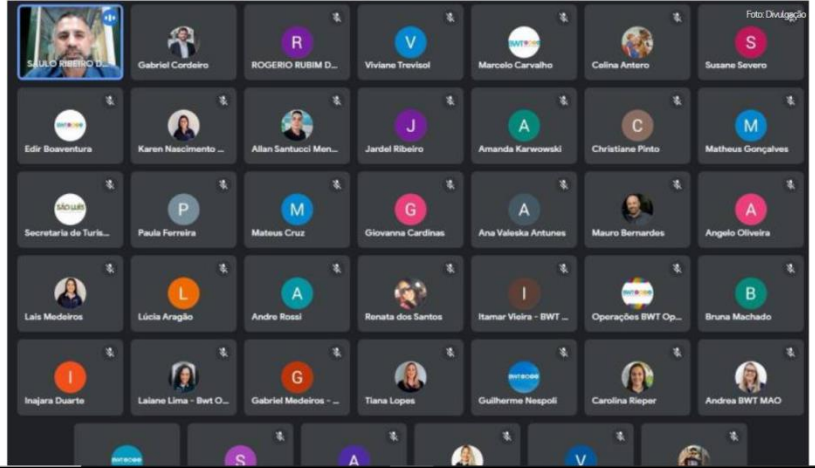 Foto: Divulgação
SAULO RIBEIRO D...
Gabriel Cordeiro
R
ROGERIO RUBIM D...
V
Viviane Trevisol
BWT
Marcelo Carvalho
Celina Antero
S
Susane Severo
Edir Boaventura
Karen Nascimento ...
Allan Santucci Men...
J
Jardel Ribeiro
A
Amanda Karwowski
C
Christiane Pinto
M
Matheus Gonçalves
SÃO LUÍS
Secretaria de Turis...
P
Paula Ferreira
M
Mateus Cruz
G
Giovanna Cardinas
A
Ana Valeska Antunes
Mauro Bernardes
A
Angelo Oliveira
Lais Medeiros
L
Lúcia Aragão
A
Andre Rossi
Renata dos Santos
I
Itamar Vieira - BWT ...
Operações BWT Op...
B
Bruna Machado
I
Inajara Duarte
Laiane Lima - Bwt O...
G
Gabriel Medeiros - ...
Tiana Lopes
Guilherme Nespoli
Carolina Rieper
Andrea BWT MAO
S
A
V